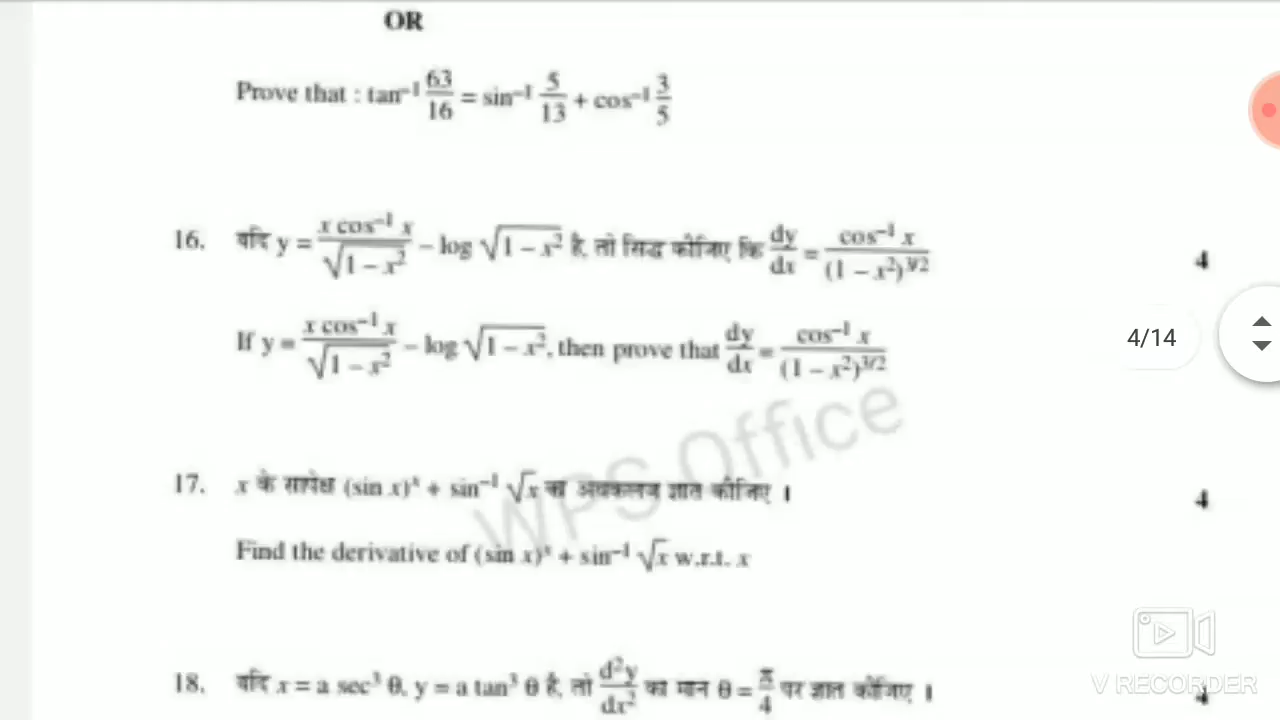 OR
Prove that : tan⁻¹ 63/16 = sin⁻¹ 5/13 + cos⁻¹ 3/5
16. यदि y = x cos⁻¹ x/√(1 – x²) – log √(1 – x²) है, तो सिद्ध कीजिए कि dy/dx = cos⁻¹ x/(1 – x²)^3/2 4
If y = x cos⁻¹ x/√(1 – x²) – log √(1 – x²), then prove that dy/dx = cos⁻¹ x/(1 – x²)^3/2
4/14
17. x के सापेक्ष (sin x)ˣ + sin⁻¹ √x का अवकलज ज्ञात कीजिए । 4
Find the derivative of (sin x)ˣ + sin⁻¹ √x w.r.t. x
18. यदि x = a sec³ θ, y = a tan³ θ है, तो d²y/dx² का मान θ = π/4 पर ज्ञात कीजिए । 4
WPS Office
V RECORDER